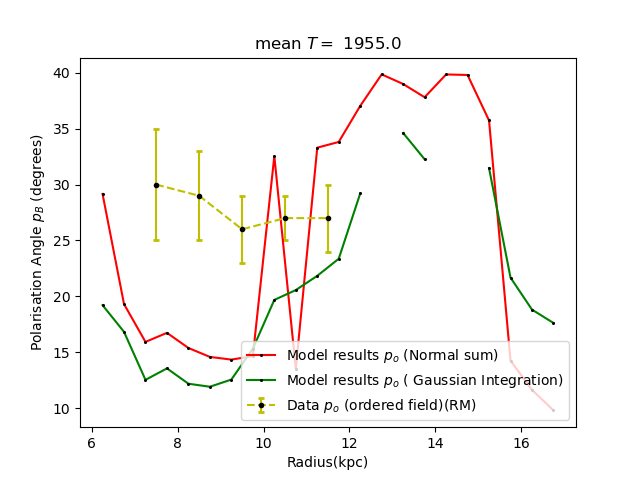 mean T = 1955.0
Polarisation Angle p_B (degrees)
40
35
30
25
20
15
10
Model results p_o (Normal sum)
Model results p_o ( Gaussian Integration)
Data p_o (ordered field)(RM)
6 8 10 12 14 16
Radius(kpc)